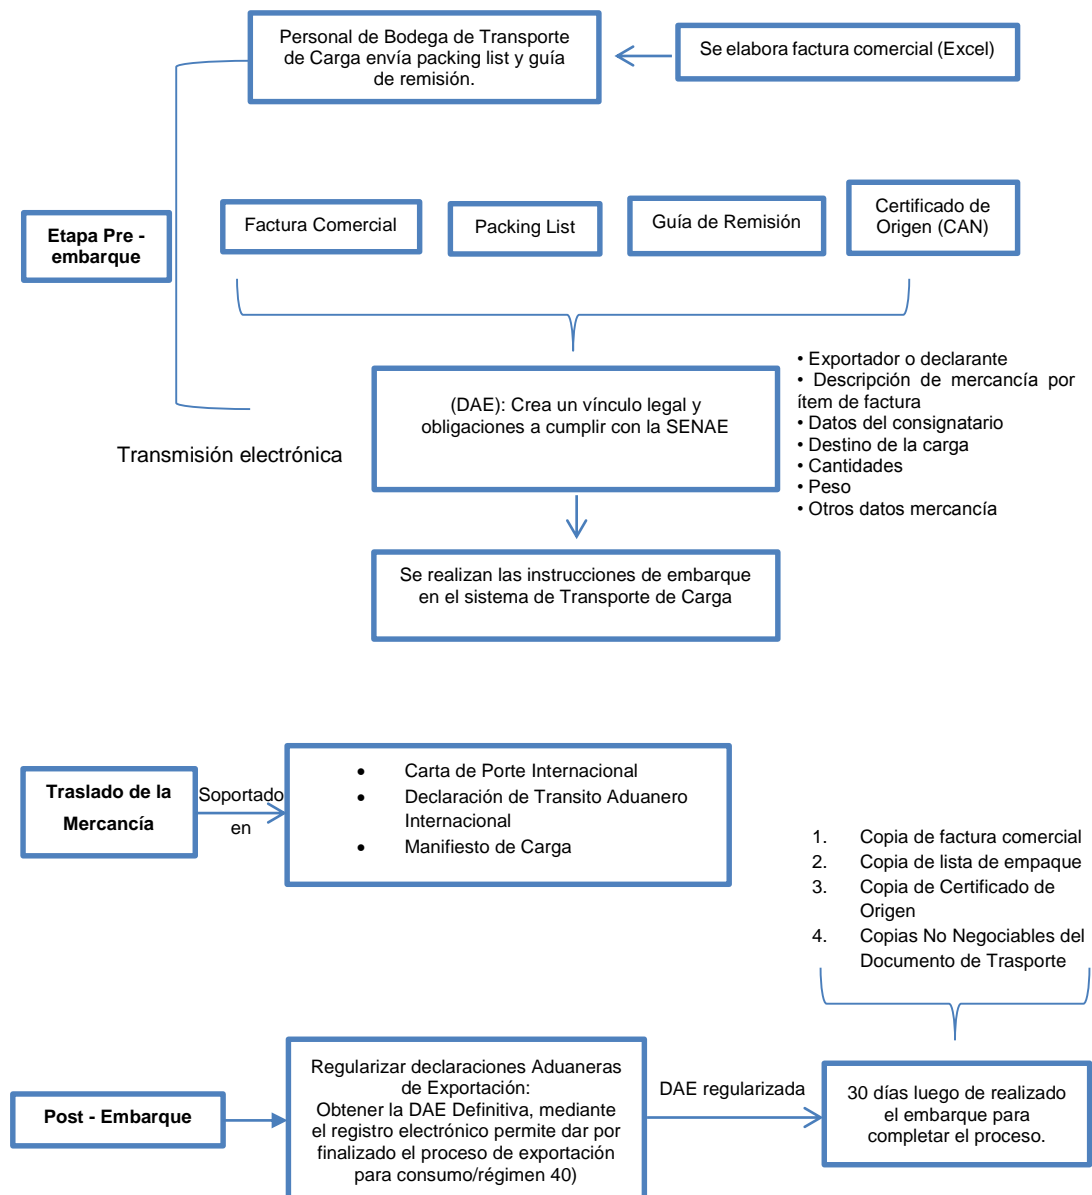 Personal de Bodega de Transporte
de Carga envía packing list y guía
de remisión.
Se elabora factura comercial (Excel)
Etapa Pre -
embarque
Factura Comercial
Packing List
Guía de Remisión
Certificado de
Origen (CAN)
(DAE): Crea un vínculo legal y
obligaciones a cumplir con la SENAE
Transmisión electrónica
• Exportador o declarante
• Descripción de mercancía por
ítem de factura
• Datos del consignatario
• Destino de la carga
• Cantidades
• Peso
• Otros datos mercancía
Se realizan las instrucciones de embarque
en el sistema de Transporte de Carga
Traslado de la
Mercancía
Soportado
en
• Carta de Porte Internacional
• Declaración de Transito Aduanero
Internacional
• Manifiesto de Carga
1. Copia de factura comercial
2. Copia de lista de empaque
3. Copia de Certificado de
Origen
4. Copias No Negociables del
Documento de Trasporte
Post - Embarque
Regularizar declaraciones Aduaneras
de Exportación:
Obtener la DAE Definitiva, mediante
el registro electrónico permite dar por
finalizado el proceso de exportación
para consumo/régimen 40)
DAE regularizada
30 días luego de realizado
el embarque para
completar el proceso.